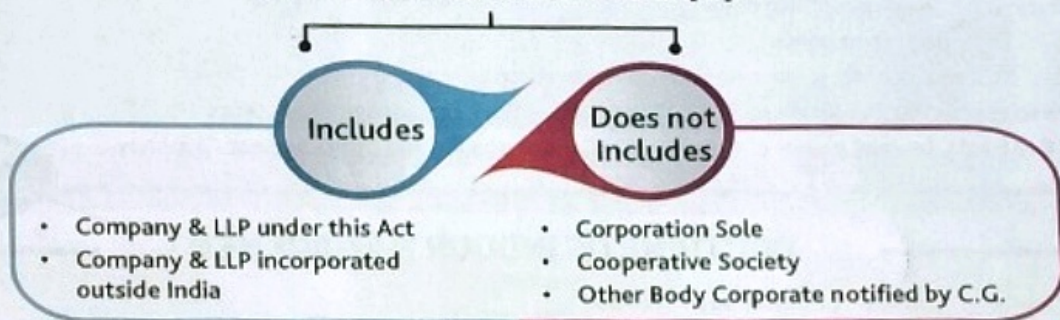 Includes
Does not
Includes
• Company & LLP under this Act
• Company & LLP incorporated
outside India
• Corporation Sole
• Cooperative Society
• Other Body Corporate notified by C.G.